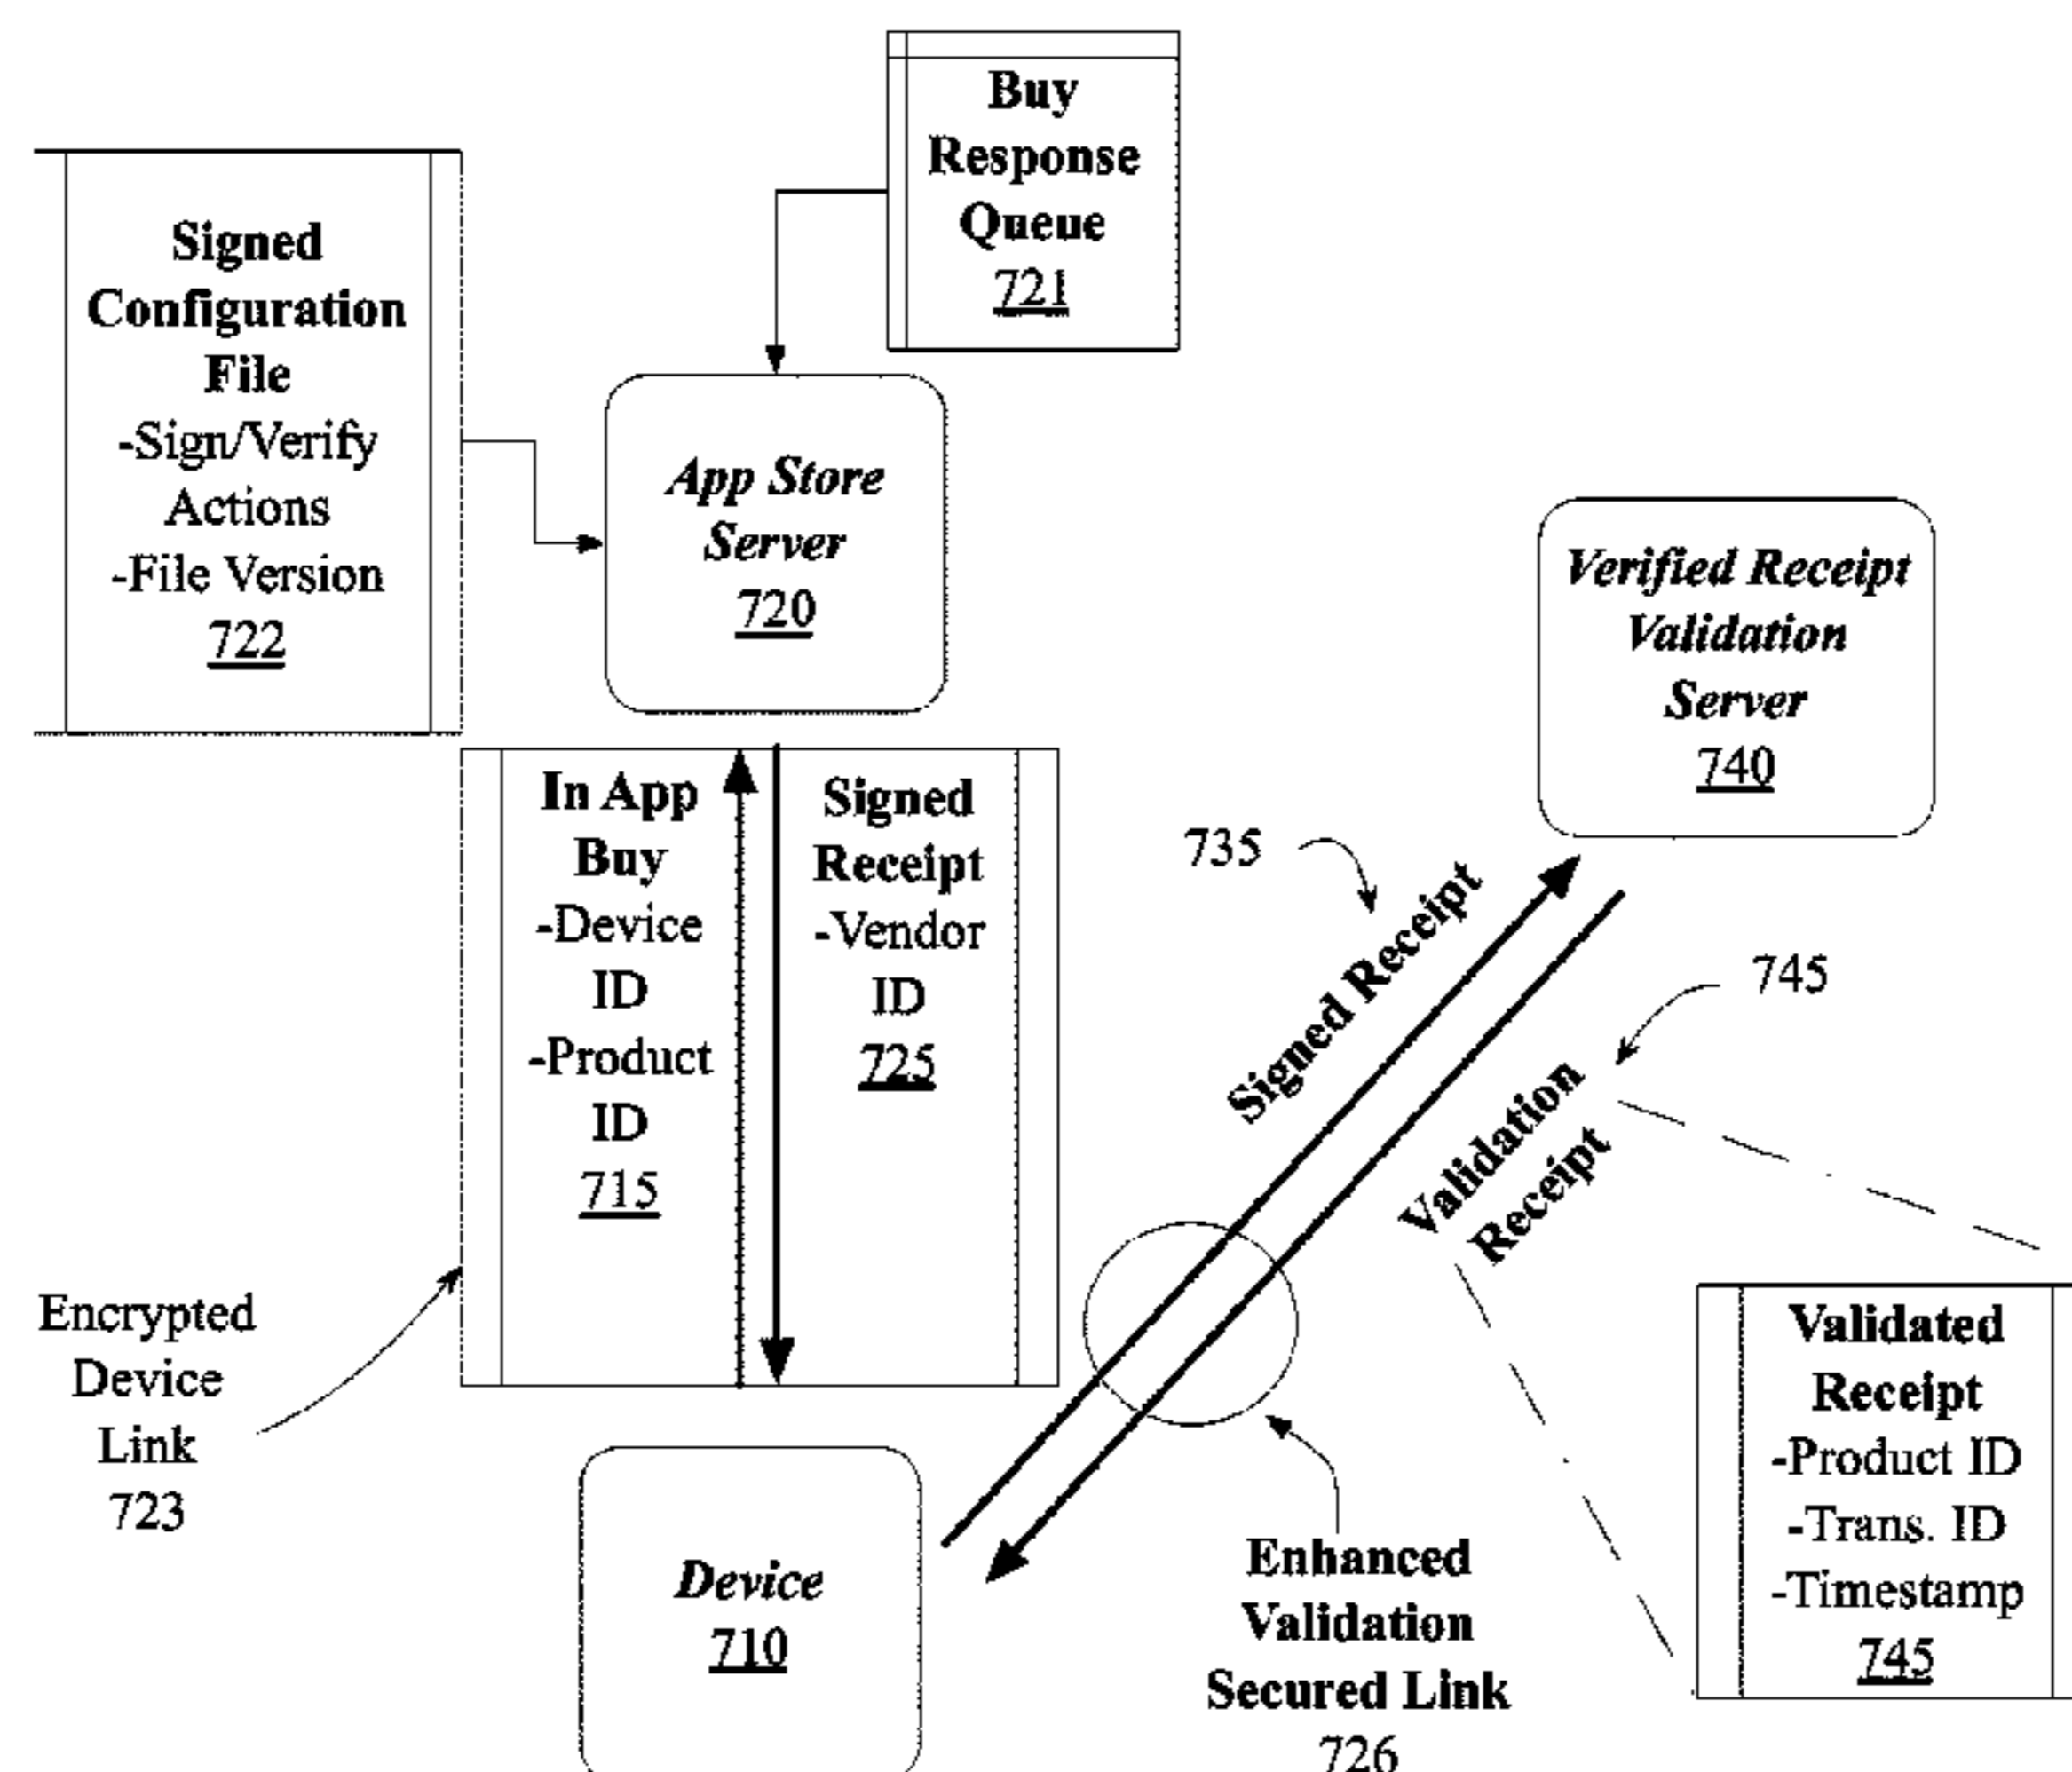 Buy
Response
Queue
721
Signed
Configuration
File
-Sign/Verify
Actions
-File Version
722
App Store
Server
720
Verified Receipt
Validation
Server
740
In App
Buy
-Device
ID
-Product
ID
715
Signed
Receipt
-Vendor
ID
725
735
Signed Receipt
745
Validation
Receipt
Encrypted
Device
Link
723
Validated
Receipt
-Product ID
-Trans. ID
-Timestamp
745
Device
710
Enhanced
Validation
Secured Link
726